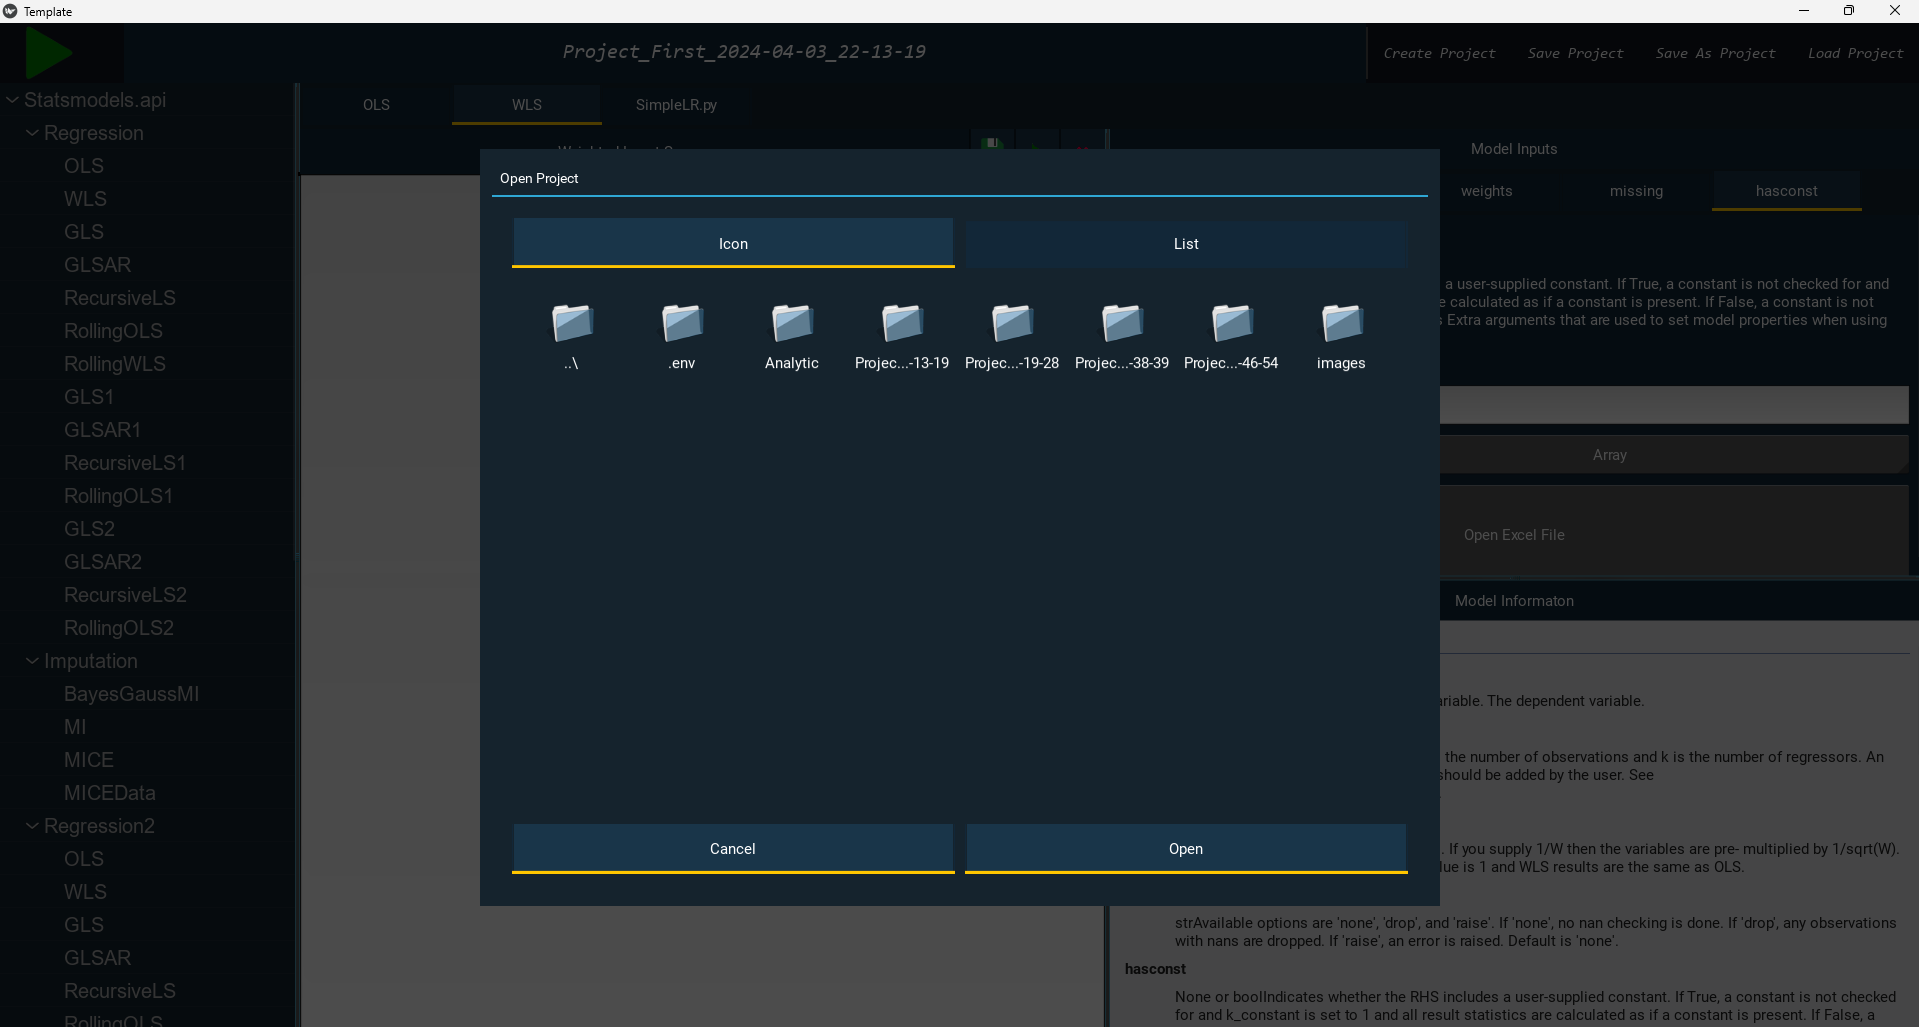 Template
Project_First_2024-04-03_22-13-19
Create Project
Save Project
Save As Project
Load Project
Statsmodels.api
Regression
OLS
WLS
GLS
GLSAR
RecursiveLS
RollingOLS
RollingWLS
GLS1
GLSAR1
RecursiveLS1
RollingOLS1
GLS2
GLSAR2
RecursiveLS2
RollingOLS2
Imputation
BayesGaussMI
MI
MICE
MICEData
Regression2
OLS
WLS
GLS
GLSAR
RecursiveLS
RollingOLS
OLS
WLS
SimpleLR.py
Open Project
Icon
List
..\
.env
Analytic
Projec...-13-19
Projec...-19-28
Projec...-38-39
Projec...-46-54
images
Cancel
Open
Model Inputs
weights
missing
hasconst
a user-supplied constant. If True, a constant is not checked for and
calculated as if a constant is present. If False, a constant is not
Extra arguments that are used to set model properties when using
Array
Open Excel File
Model Informaton
variable. The dependent variable.
the number of observations and k is the number of regressors. An
should be added by the user. See
. If you supply 1/W then the variables are pre- multiplied by 1/sqrt(W).
is 1 and WLS results are the same as OLS.
strAvailable options are 'none', 'drop', and 'raise'. If 'none', no nan checking is done. If 'drop', any observations
with nans are dropped. If 'raise', an error is raised. Default is 'none'.
hasconst
None or boolIndicates whether the RHS includes a user-supplied constant. If True, a constant is not checked
for and k_constant is set to 1 and all result statistics are calculated as if a constant is present. If False, a